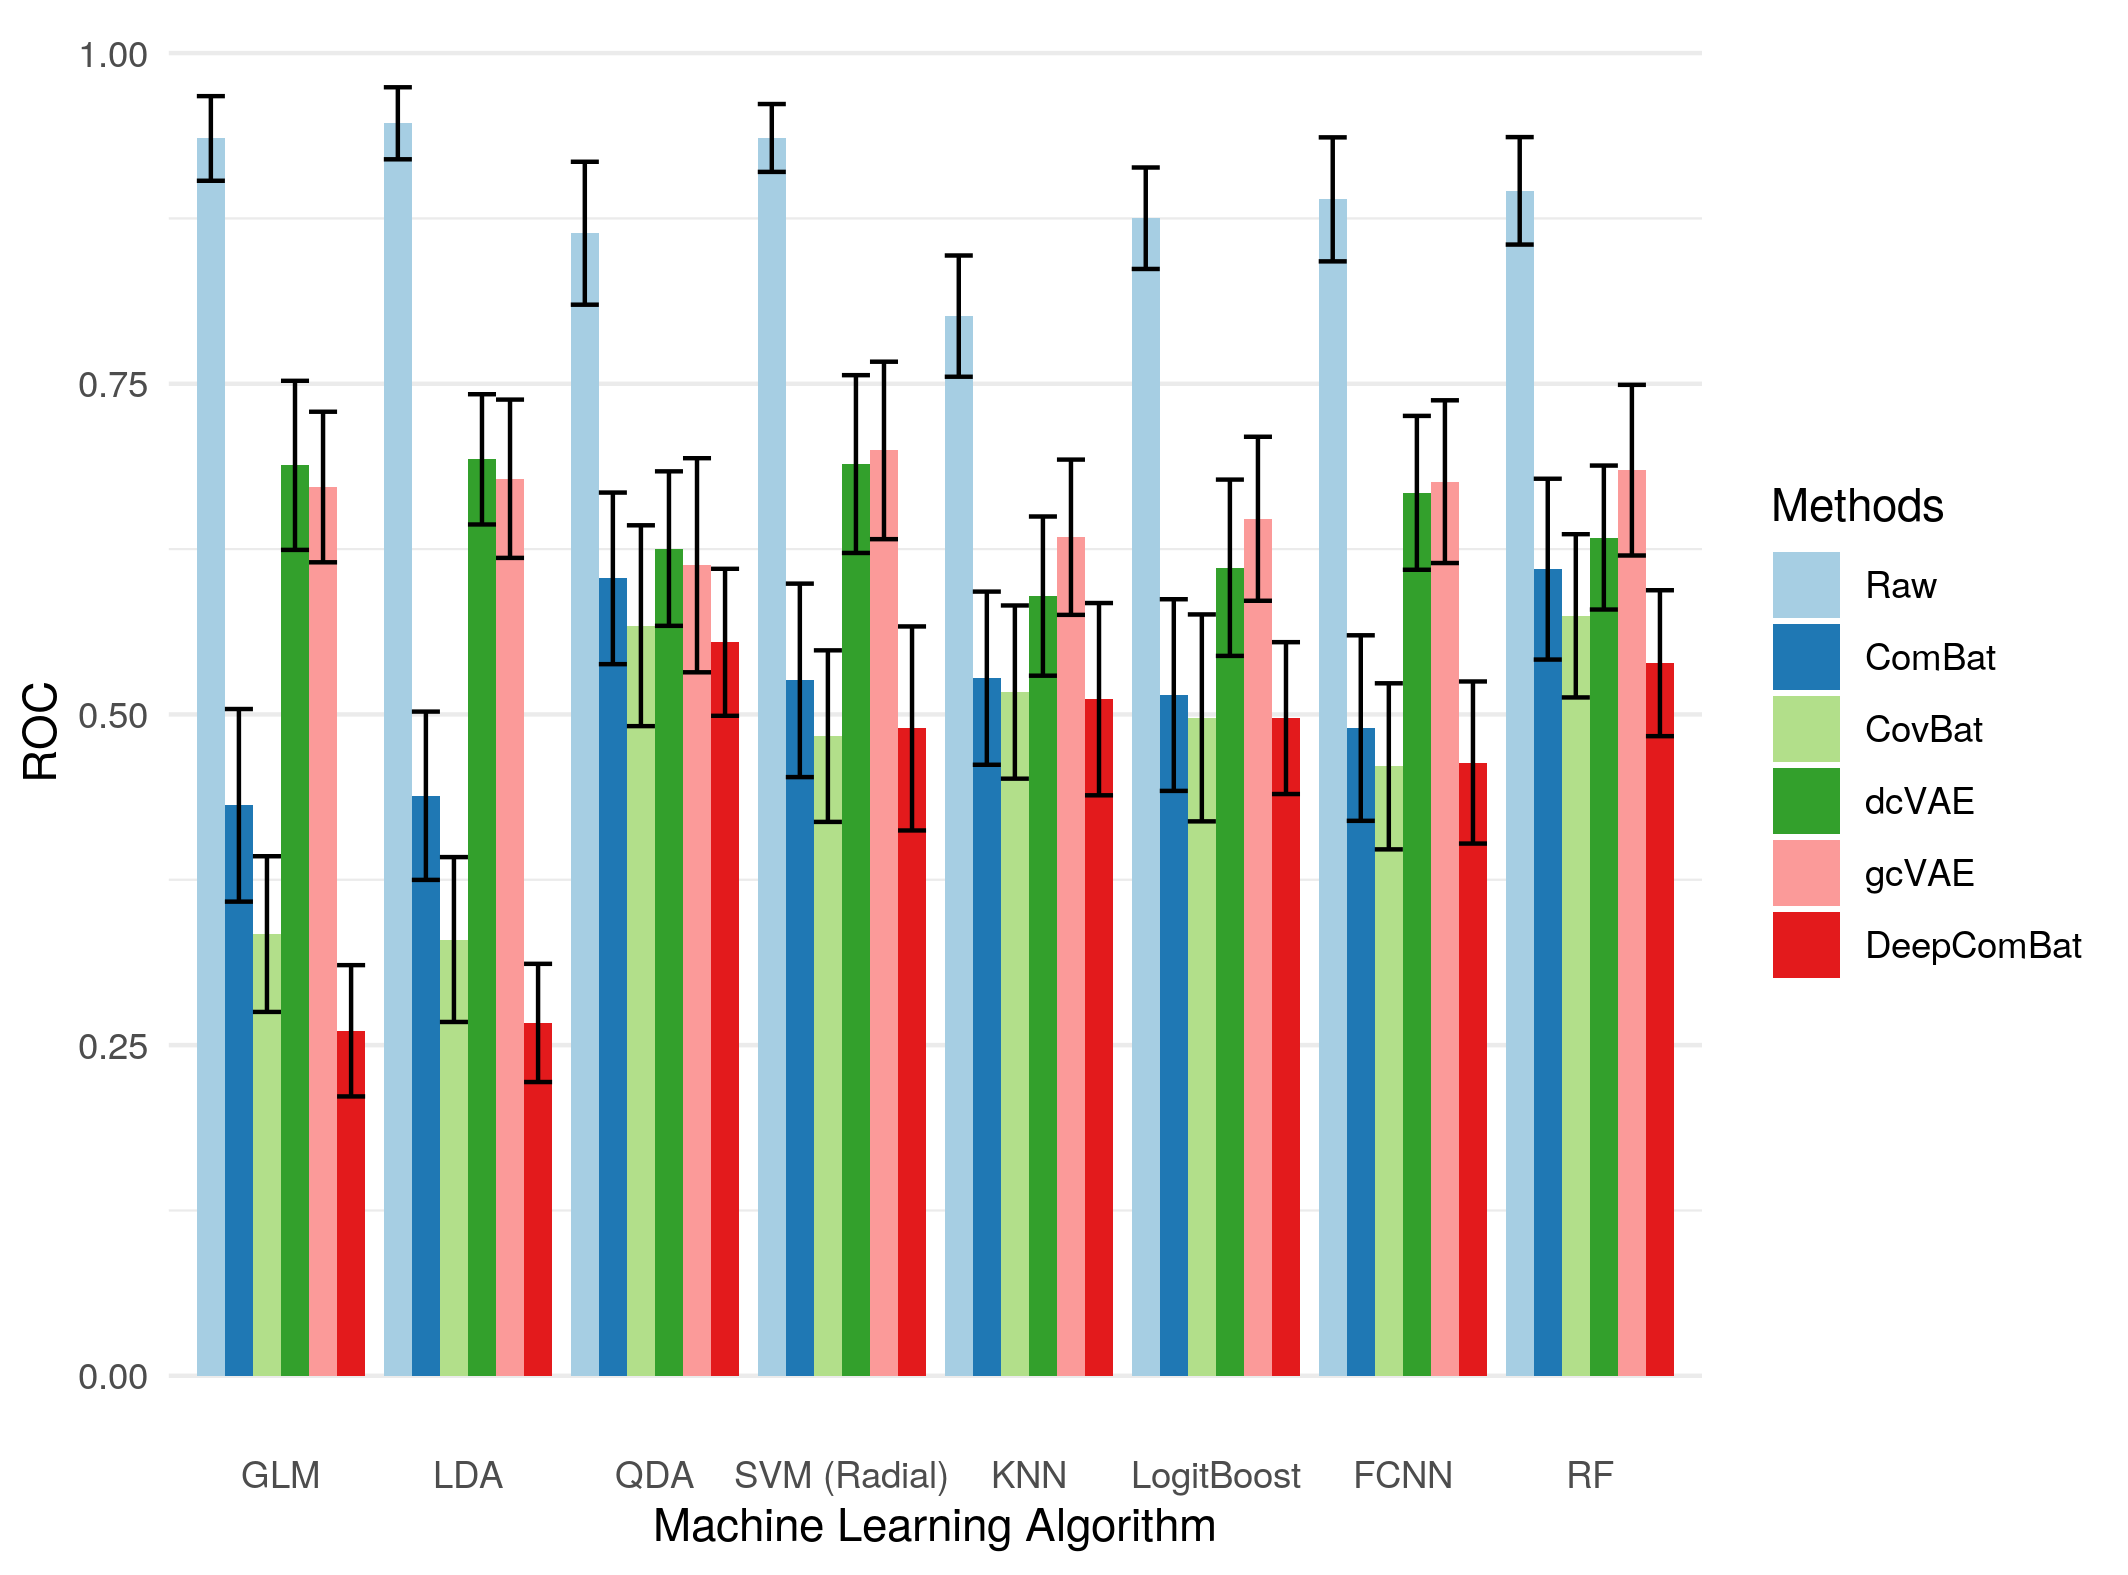 1.00
0.75
0.50
0.25
0.00
ROC
GLM LDA QDA SVM (Radial) KNN LogitBoost FCNN RF
Machine Learning Algorithm
Methods
Raw
ComBat
CovBat
dcVAE
gcVAE
DeepComBat